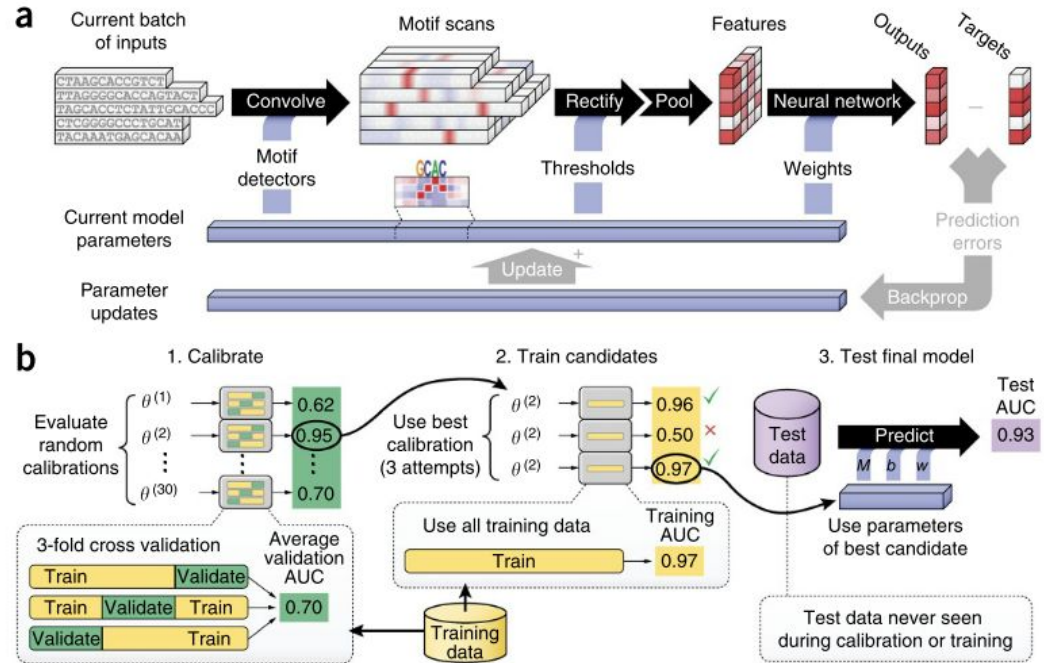 a
Current batch
of inputs
Motif scans
Features
Outputs
Targets
CTAAGCACCGTCT
TTAGGGGCACCAGTACT
TAGCACCTCTATTGCACCC
CTCGGGGCCCTGCAT
TACAAATGAGCACAA
Convolve
Rectify
Pool
Neural network
–
Motif
detectors
GCAC
Thresholds
Weights
Current model
parameters
Prediction
errors
Update
+
Parameter
updates
Backprop
b
1. Calibrate
2. Train candidates
3. Test final model
Evaluate
random
calibrations
θ(1)
0.62
θ(2)
0.95
θ(30)
0.70
Use best
calibration
(3 attempts)
θ(2)
0.96 ✓
θ(2)
0.50 ×
θ(2)
0.97 ✓
Test
data
Predict
Test
AUC
0.93
M b w
Use parameters
of best candidate
3-fold cross validation
Average
validation
AUC
Train Validate
Train Validate Train
Validate Train
0.70
Use all training data
Training
AUC
Train
0.97
Training
data
Test data never seen
during calibration or training